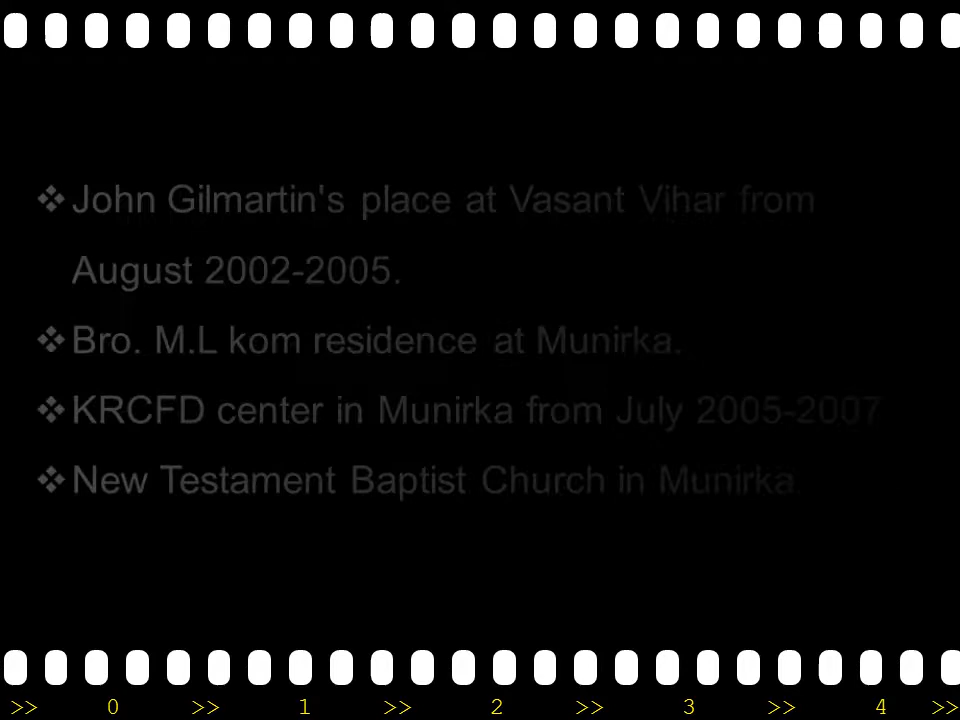 ❖John Gilmartin's place at Vasant Vihar from
August 2002-2005.
❖Bro. M.L kom residence at Munirka.
❖KRCFD center in Munirka from July 2005-2007
❖New Testament Baptist Church in Munirka.
>> 0 >> 1 >> 2 >> 3 >> 4 >>